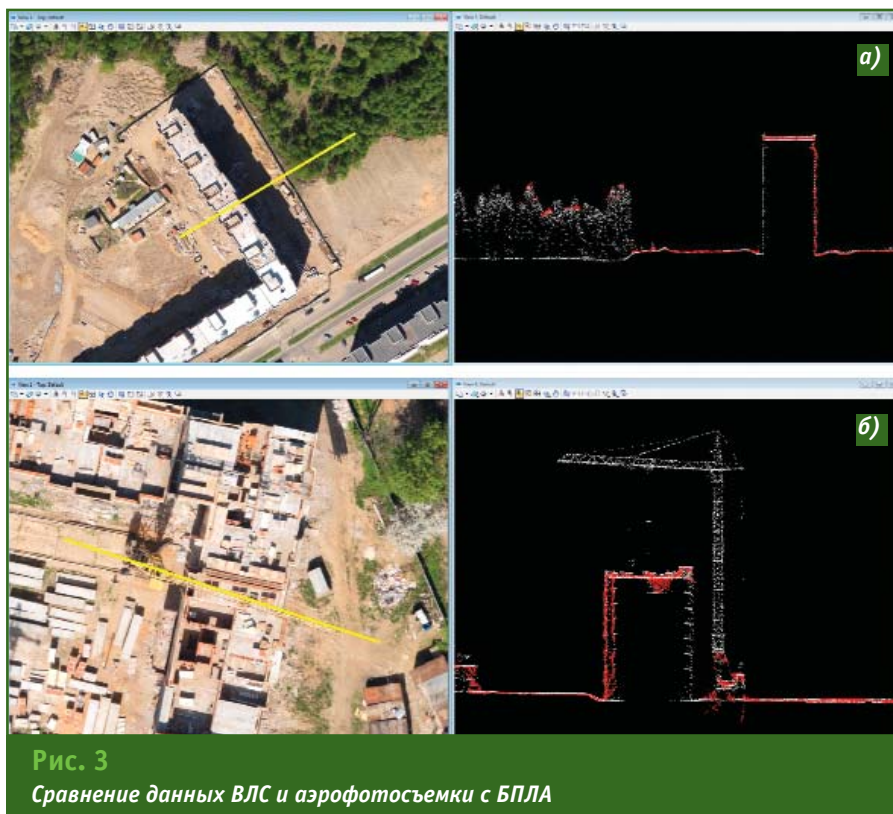 а)
б)
Рис. 3
Сравнение данных ВЛС и аэрофотосъемки с БПЛА